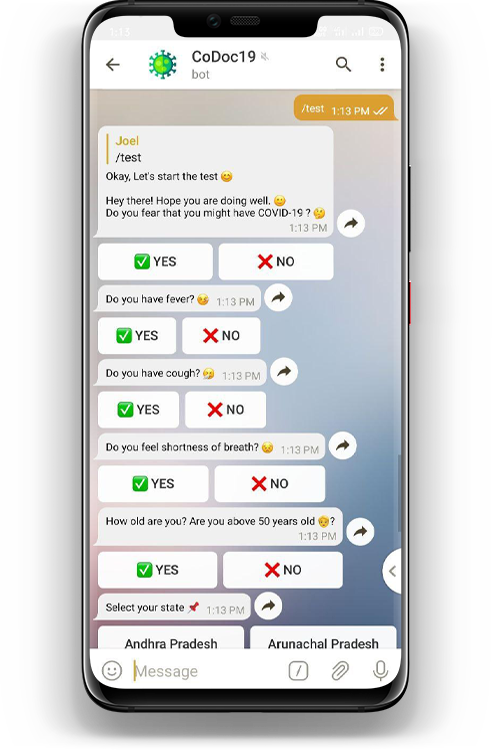 1:13
CoDoc19
bot
/test 1:13 PM
Joel
/test
Okay, Let's start the test 😊
Hey there! Hope you are doing well. 😊
Do you fear that you might have COVID-19 ? 🤔
1:13 PM
✅ YES ❌ NO
Do you have fever? 🤒 1:13 PM
✅ YES ❌ NO
Do you have cough? 🤧 1:13 PM
✅ YES ❌ NO
Do you feel shortness of breath? 😟 1:13 PM
✅ YES ❌ NO
How old are you? Are you above 50 years old 👴?
1:13 PM
✅ YES ❌ NO
Select your state 📌 1:13 PM
Andhra Pradesh Arunachal Pradesh
Message